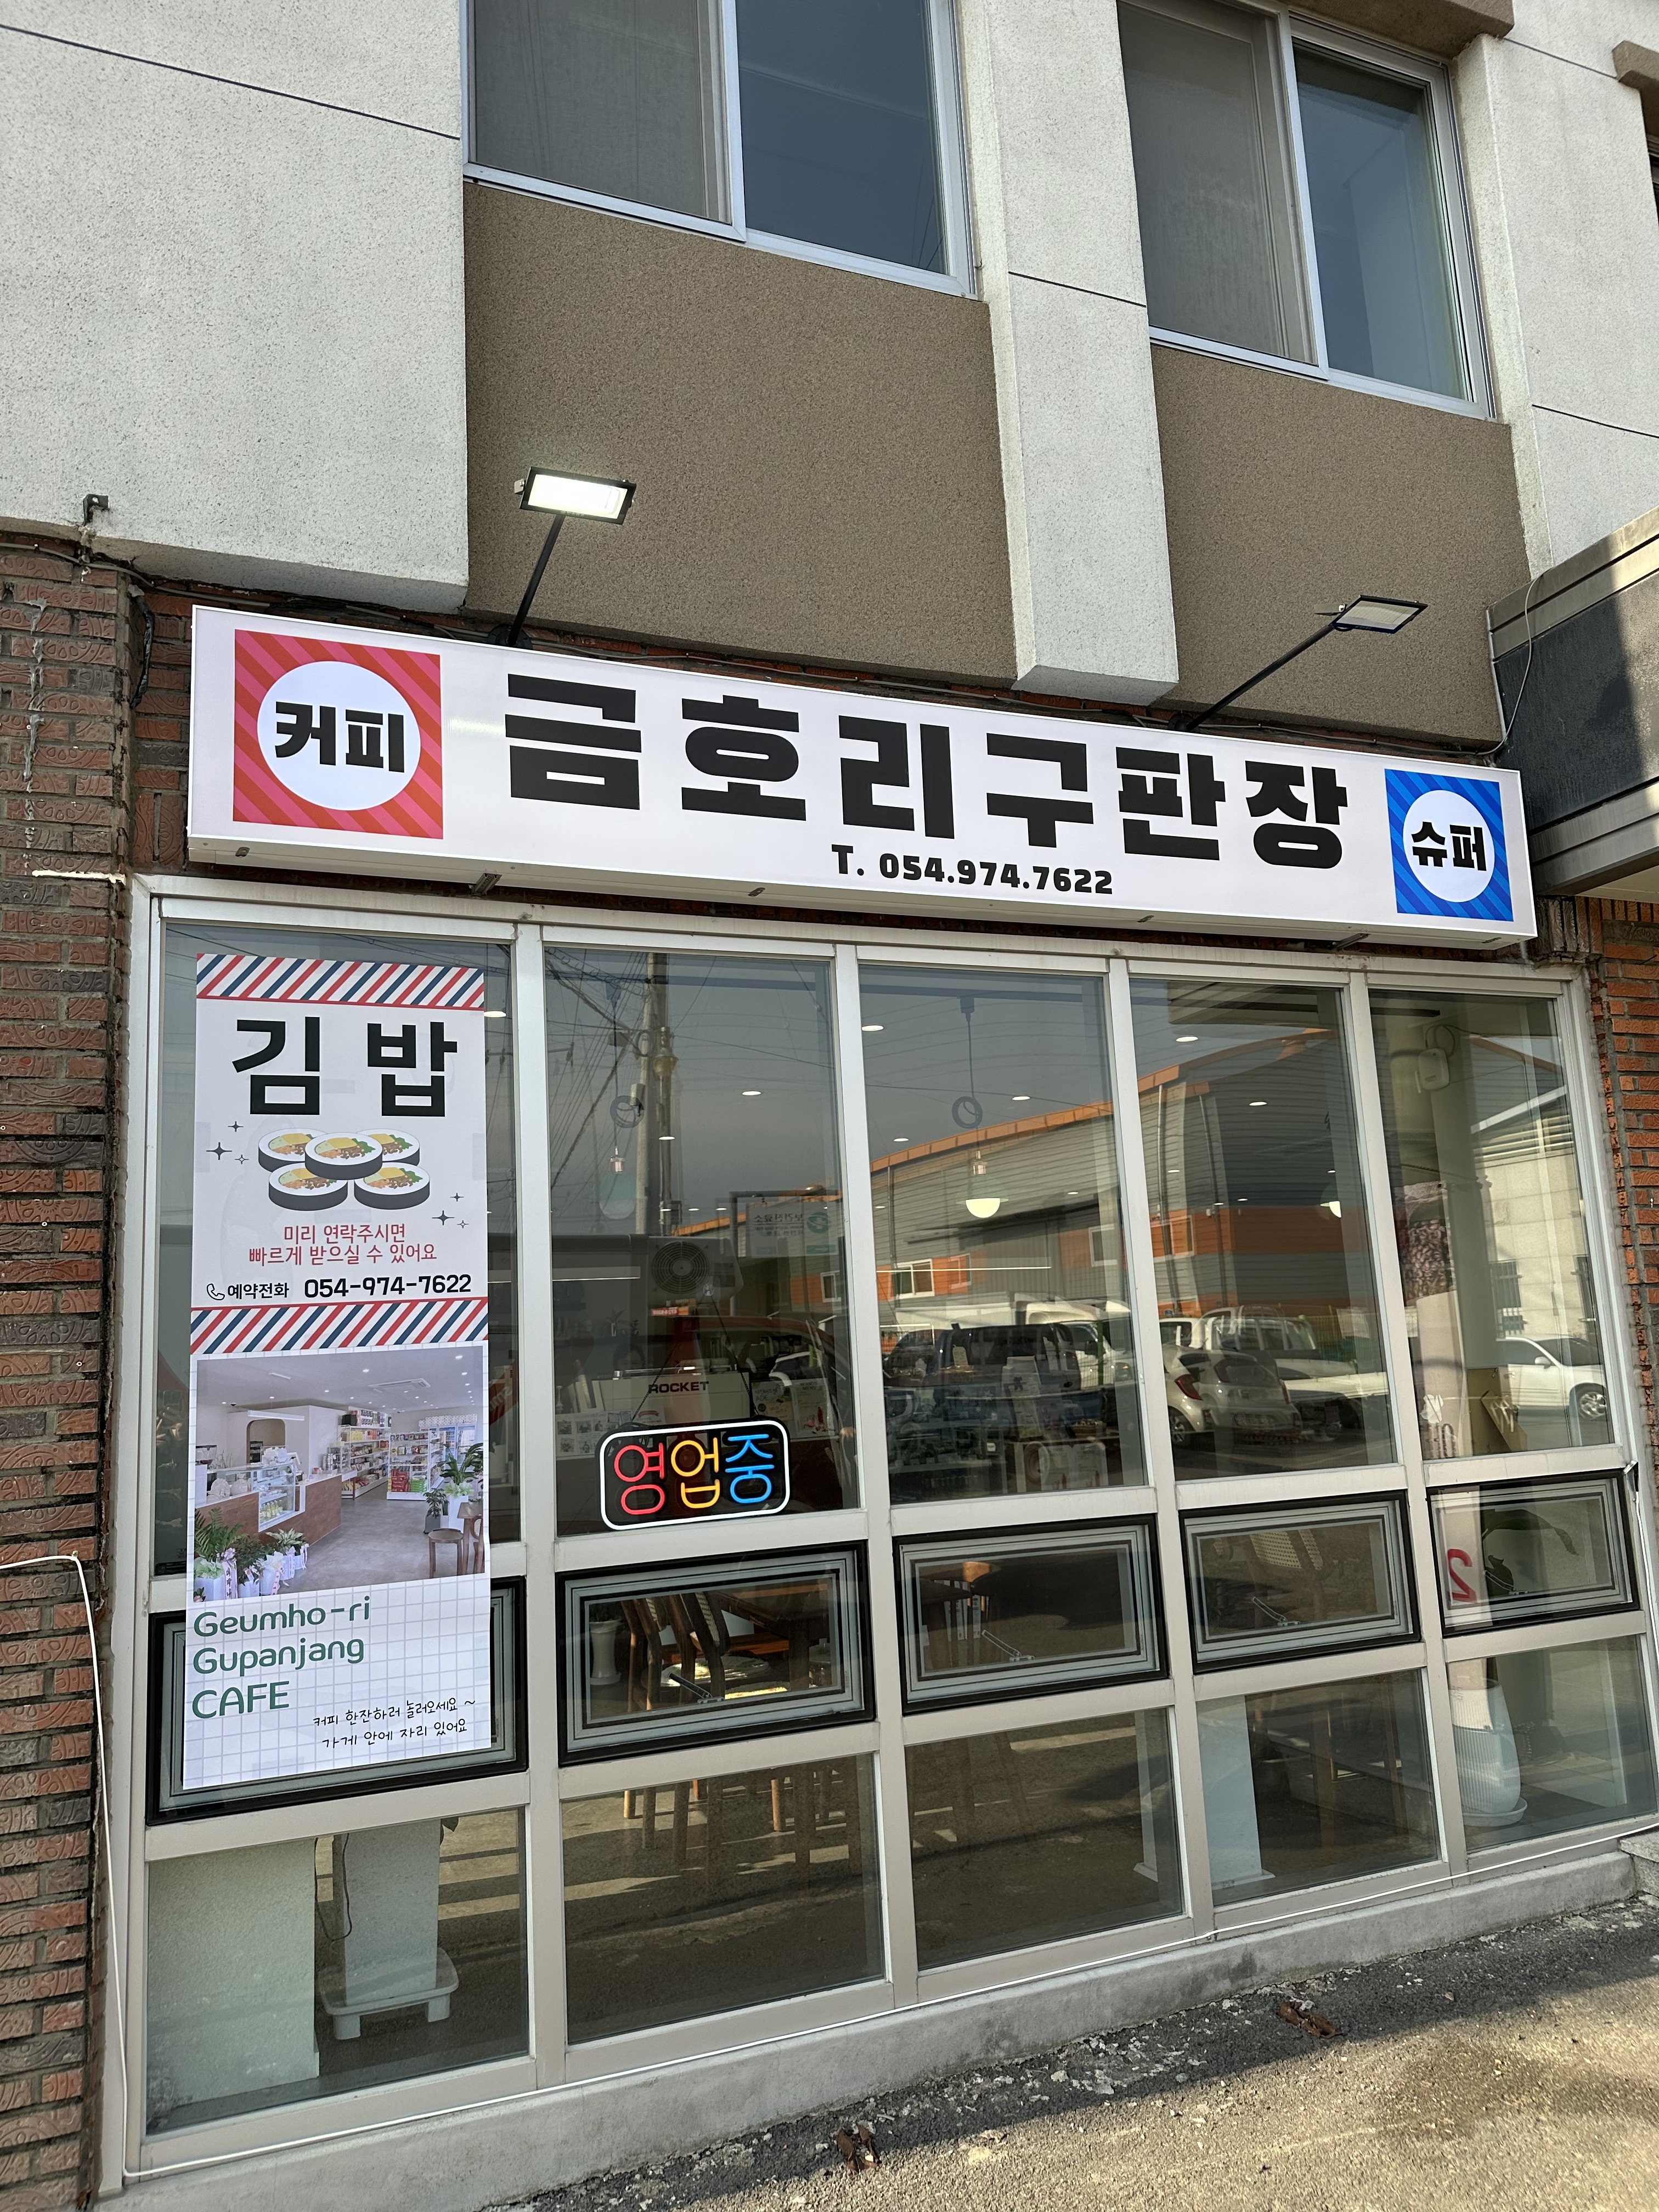 커피
금호리구판장
T. 054.974.7622
슈퍼
김밥
미리 연락주시면
빠르게 받으실 수 있어요
예약전화 054-974-7622
ROCKET
영업중
Geumho-ri
Gupanjang
CAFE
커피 한잔하러 놀러오세요 ~
가게 안에 자리 있어요
2